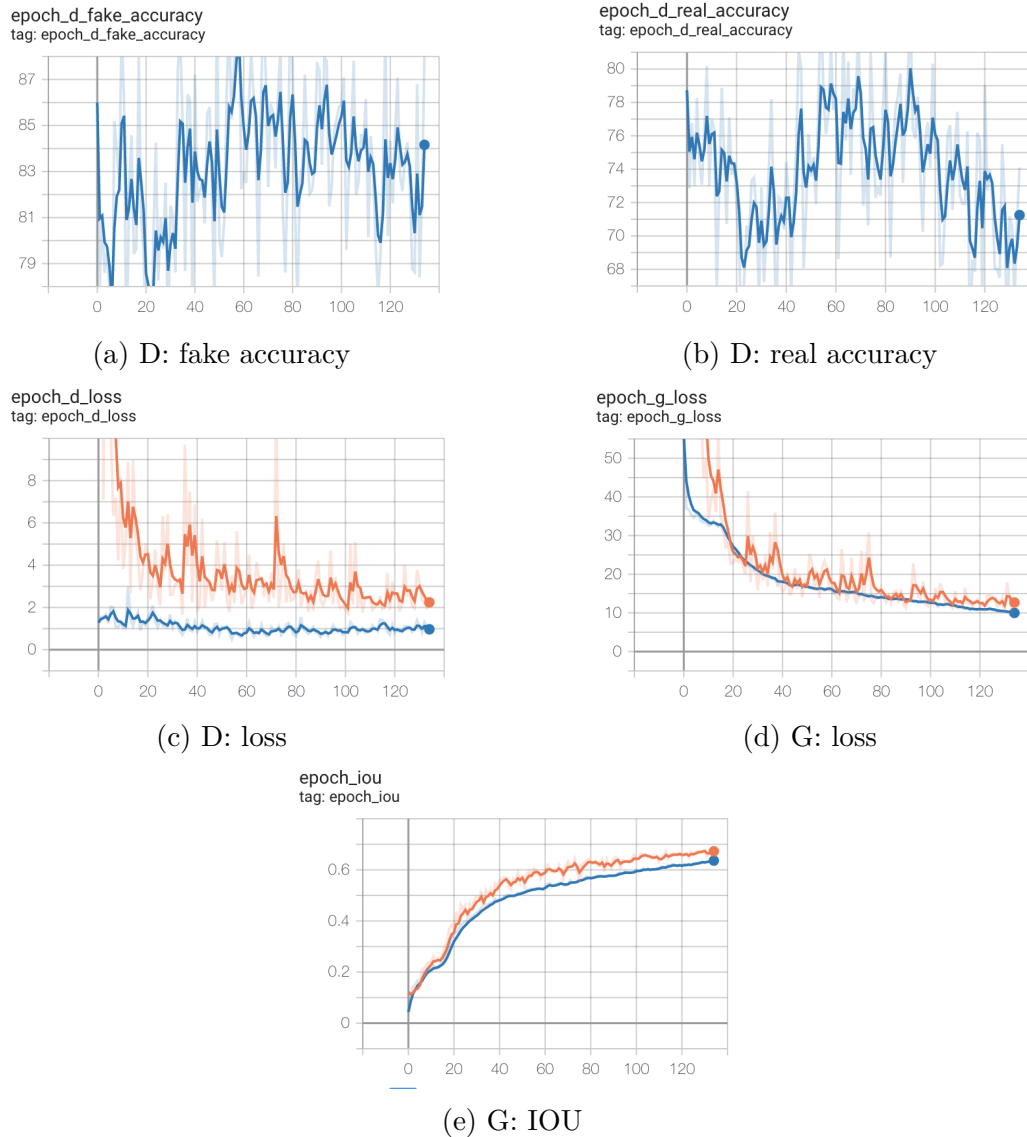 epoch_d_fake_accuracy
tag: epoch_d_fake_accuracy
87
85
83
81
79
0 20 40 60 80 100 120
(a) D: fake accuracy
epoch_d_real_accuracy
tag: epoch_d_real_accuracy
80
78
76
74
72
70
68
0 20 40 60 80 100 120
(b) D: real accuracy
epoch_d_loss
tag: epoch_d_loss
8
6
4
2
0
0 20 40 60 80 100 120
(c) D: loss
epoch_g_loss
tag: epoch_g_loss
50
40
30
20
10
0
0 20 40 60 80 100 120
(d) G: loss
epoch_iou
tag: epoch_iou
0.6
0.4
0.2
0
0 20 40 60 80 100 120
(e) G: IOU